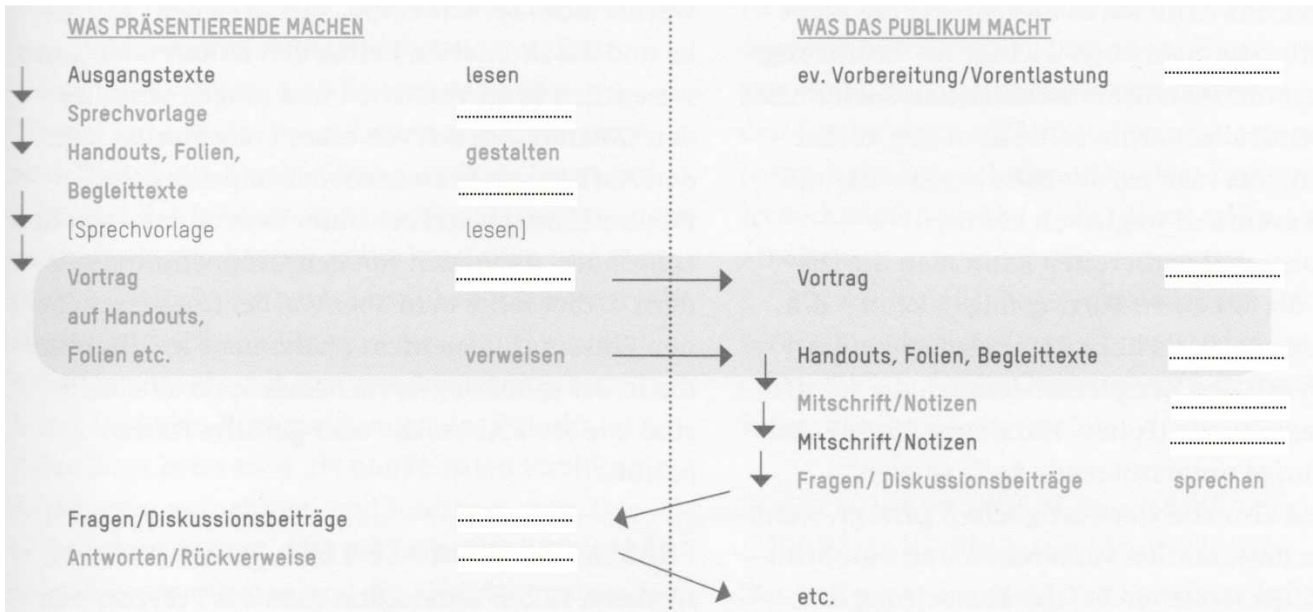 WAS PRÄSENTIERENDE MACHEN
Ausgangstexte lesen
Sprechvorlage
Handouts, Folien, gestalten
Begleittexte
[Sprechvorlage lesen]
Vortrag
auf Handouts,
Folien etc. verweisen
Fragen/Diskussionsbeiträge
Antworten/Rückverweise
WAS DAS PUBLIKUM MACHT
ev. Vorbereitung/Vorentlastung
Vortrag
Handouts, Folien, Begleittexte
Mitschrift/Notizen
Mitschrift/Notizen
Fragen/ Diskussionsbeiträge sprechen
etc.